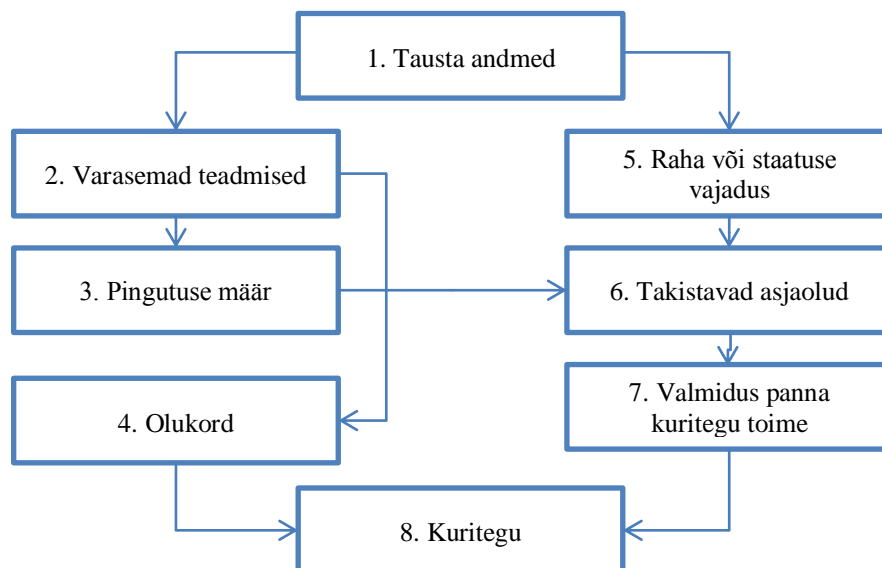 1. Tausta andmed
2. Varasemad teadmised
3. Pingutuse määr
4. Olukord
5. Raha või staatuse
vajadus
6. Takistavad asjaolud
7. Valmidus panna
kuritegu toime
8. Kuritegu